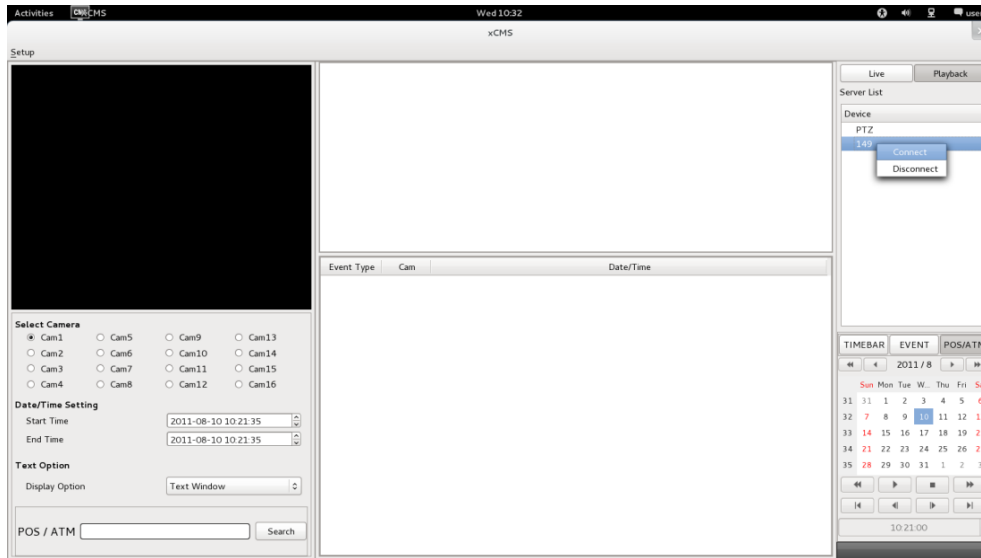 Activities CMS xCMS Wed 10:32 user
xCMS
Setup
Live Playback
Server List
Device
PTZ
149
Connect
Disconnect
Event Type Cam Date/Time
Select Camera
Cam1 Cam5 Cam9 Cam13
Cam2 Cam6 Cam10 Cam14
Cam3 Cam7 Cam11 Cam15
Cam4 Cam8 Cam12 Cam16
Date/Time Setting
Start Time 2011-08-10 10:21:35
End Time 2011-08-10 10:21:35
Text Option
Display Option Text Window
POS / ATM Search
TIMEBAR EVENT POS/ATM
2011 / 8
Sun Mon Tue W... Thu Fri
31 31 1 2 3 4 5 6
32 7 8 9 10 11 12
33 14 15 16 17 18 19
34 21 22 23 24 25 26
35 28 29 30 31 1 2 3
10:21:00